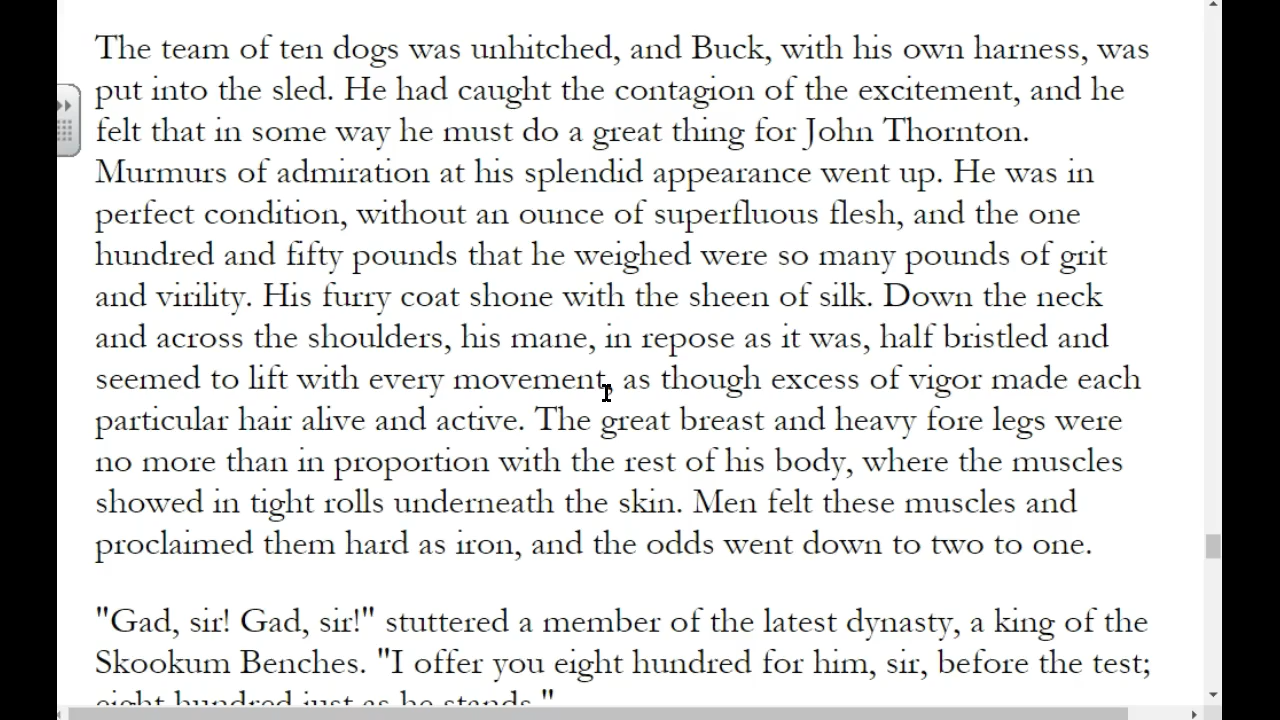 The team of ten dogs was unhitched, and Buck, with his own harness, was
put into the sled. He had caught the contagion of the excitement, and he
felt that in some way he must do a great thing for John Thornton.
Murmurs of admiration at his splendid appearance went up. He was in
perfect condition, without an ounce of superfluous flesh, and the one
hundred and fifty pounds that he weighed were so many pounds of grit
and virility. His furry coat shone with the sheen of silk. Down the neck
and across the shoulders, his mane, in repose as it was, half bristled and
seemed to lift with every movement, as though excess of vigor made each
particular hair alive and active. The great breast and heavy fore legs were
no more than in proportion with the rest of his body, where the muscles
showed in tight rolls underneath the skin. Men felt these muscles and
proclaimed them hard as iron, and the odds went down to two to one.
"Gad, sir! Gad, sir!" stuttered a member of the latest dynasty, a king of the
Skookum Benches. "I offer you eight hundred for him, sir, before the test;
eight hundred just as he stands."